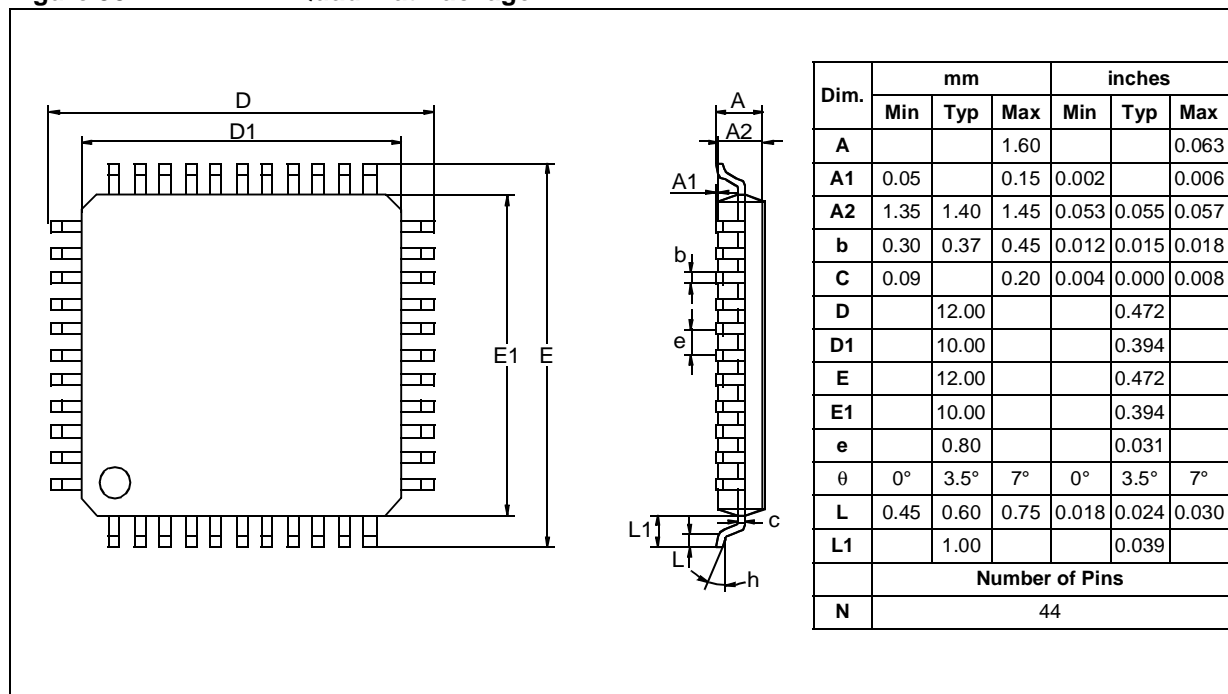 D
D1
E1
E
A
A2
A1
b
e
L1
L
c
h
Dim. mm inches
Min Typ Max Min Typ Max
A 1.60 0.063
A1 0.05 0.15 0.002 0.006
A2 1.35 1.40 1.45 0.053 0.055 0.057
b 0.30 0.37 0.45 0.012 0.015 0.018
C 0.09 0.20 0.004 0.000 0.008
D 12.00 0.472
D1 10.00 0.394
E 12.00 0.472
E1 10.00 0.394
e 0.80 0.031
θ 0° 3.5° 7° 0° 3.5° 7°
L 0.45 0.60 0.75 0.018 0.024 0.030
L1 1.00 0.039
Number of Pins
N 44